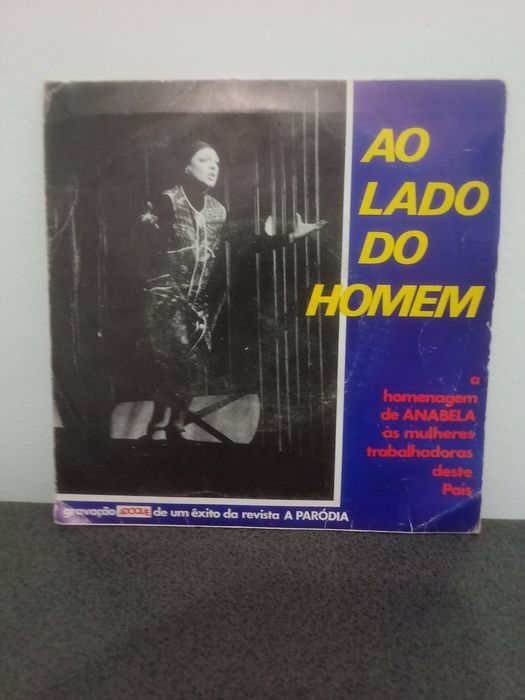 AO
LADO
DO
HOMEM
a
homenagem
de ANABELA
às mulheres
trabalhadoras
deste
País
gravação ADOQUE de um êxito da revista A PARÓDIA